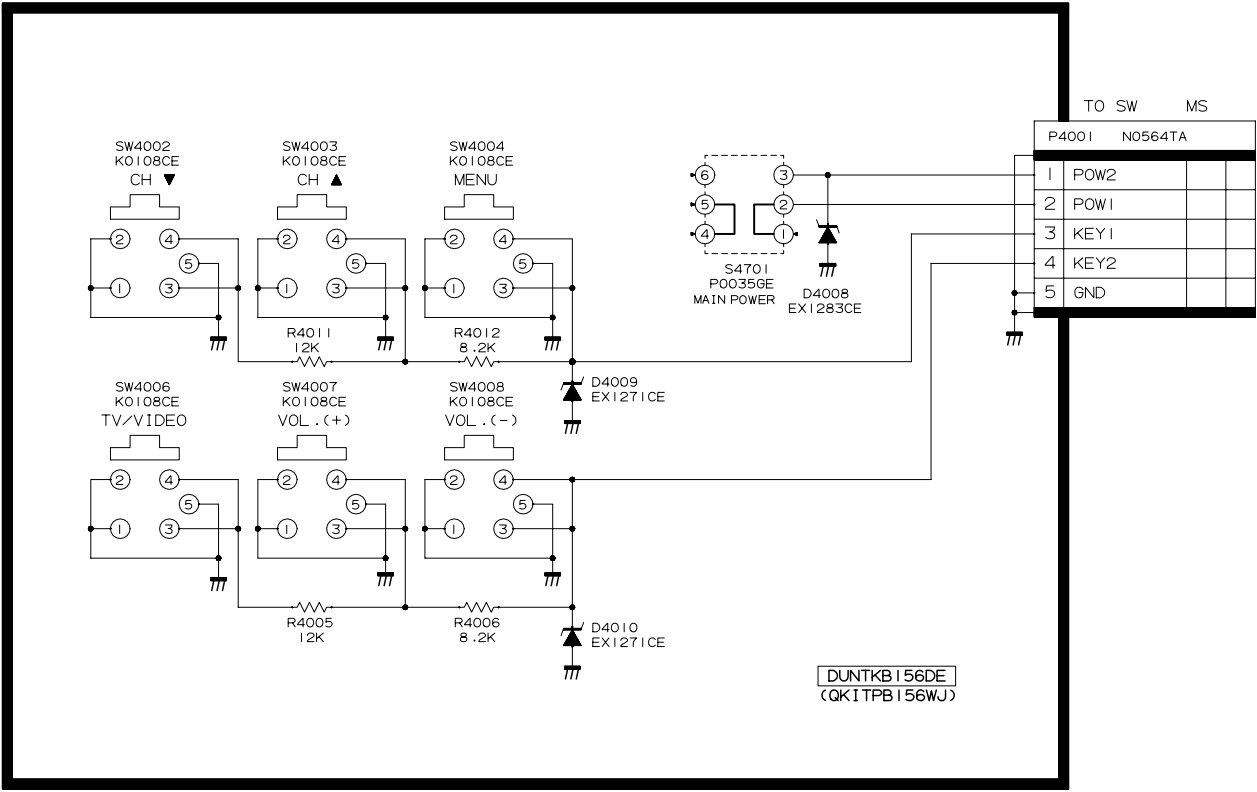 TO SW MS
P4001 N0564TA
1 POW2
2 POW1
3 KEY1
4 KEY2
5 GND
SW4002
K0108CE
CH ▼
2 4
5
1 3
SW4003
K0108CE
CH ▲
2 4
5
1 3
SW4004
K0108CE
MENU
2 4
5
1 3
R4011
12K
R4012
8.2K
D4009
EX1271CE
6 3
5 2
4 1
S4701
P0035GE
MAIN POWER
D4008
EX1283CE
SW4006
K0108CE
TV/VIDEO
2 4
5
1 3
SW4007
K0108CE
VOL.(+)
2 4
5
1 3
SW4008
K0108CE
VOL.(-)
2 4
5
1 3
R4005
12K
R4006
8.2K
D4010
EX1271CE
DUNTKB156DE
(QKITPB156WJ)